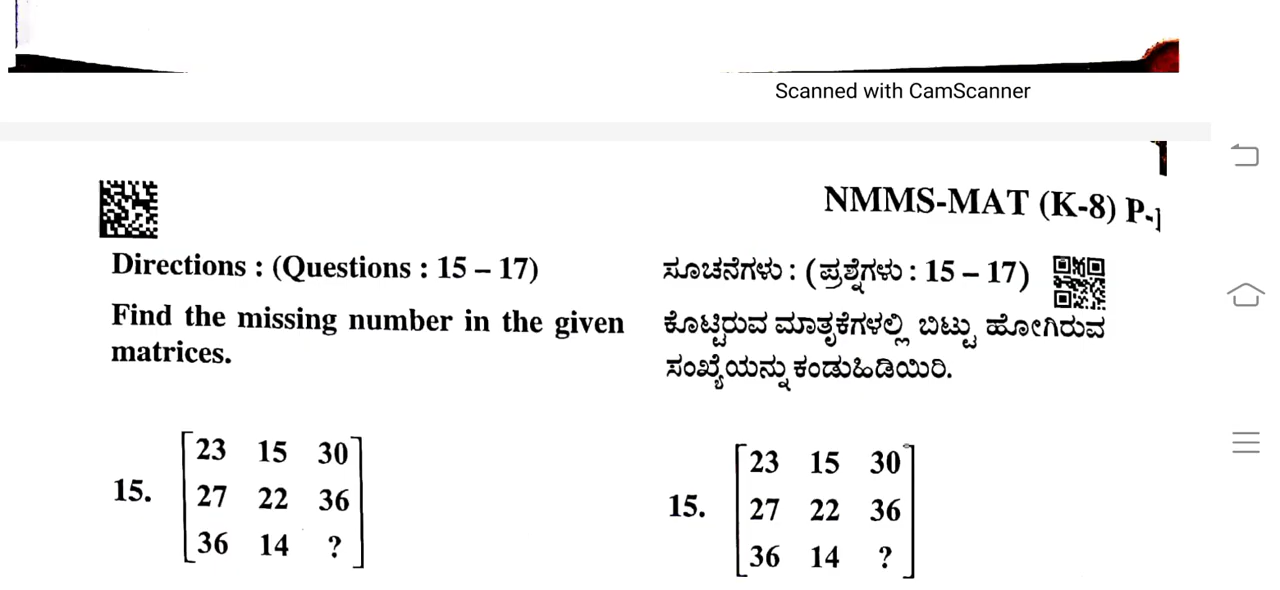 Scanned with CamScanner
NMMS-MAT (K-8) P-
Directions : (Questions : 15 – 17)
Find the missing number in the given
matrices.
15.
23 15 30
27 22 36
36 14 ?
ಸೂಚನೆಗಳು : (ಪ್ರಶ್ನೆಗಳು : 15 – 17)
ಕೊಟ್ಟಿರುವ ಮಾತೃಕೆಗಳಲ್ಲಿ ಬಿಟ್ಟು ಹೋಗಿರುವ
ಸಂಖ್ಯೆಯನ್ನು ಕಂಡುಹಿಡಿಯಿರಿ.
15.
23 15 30
27 22 36
36 14 ?